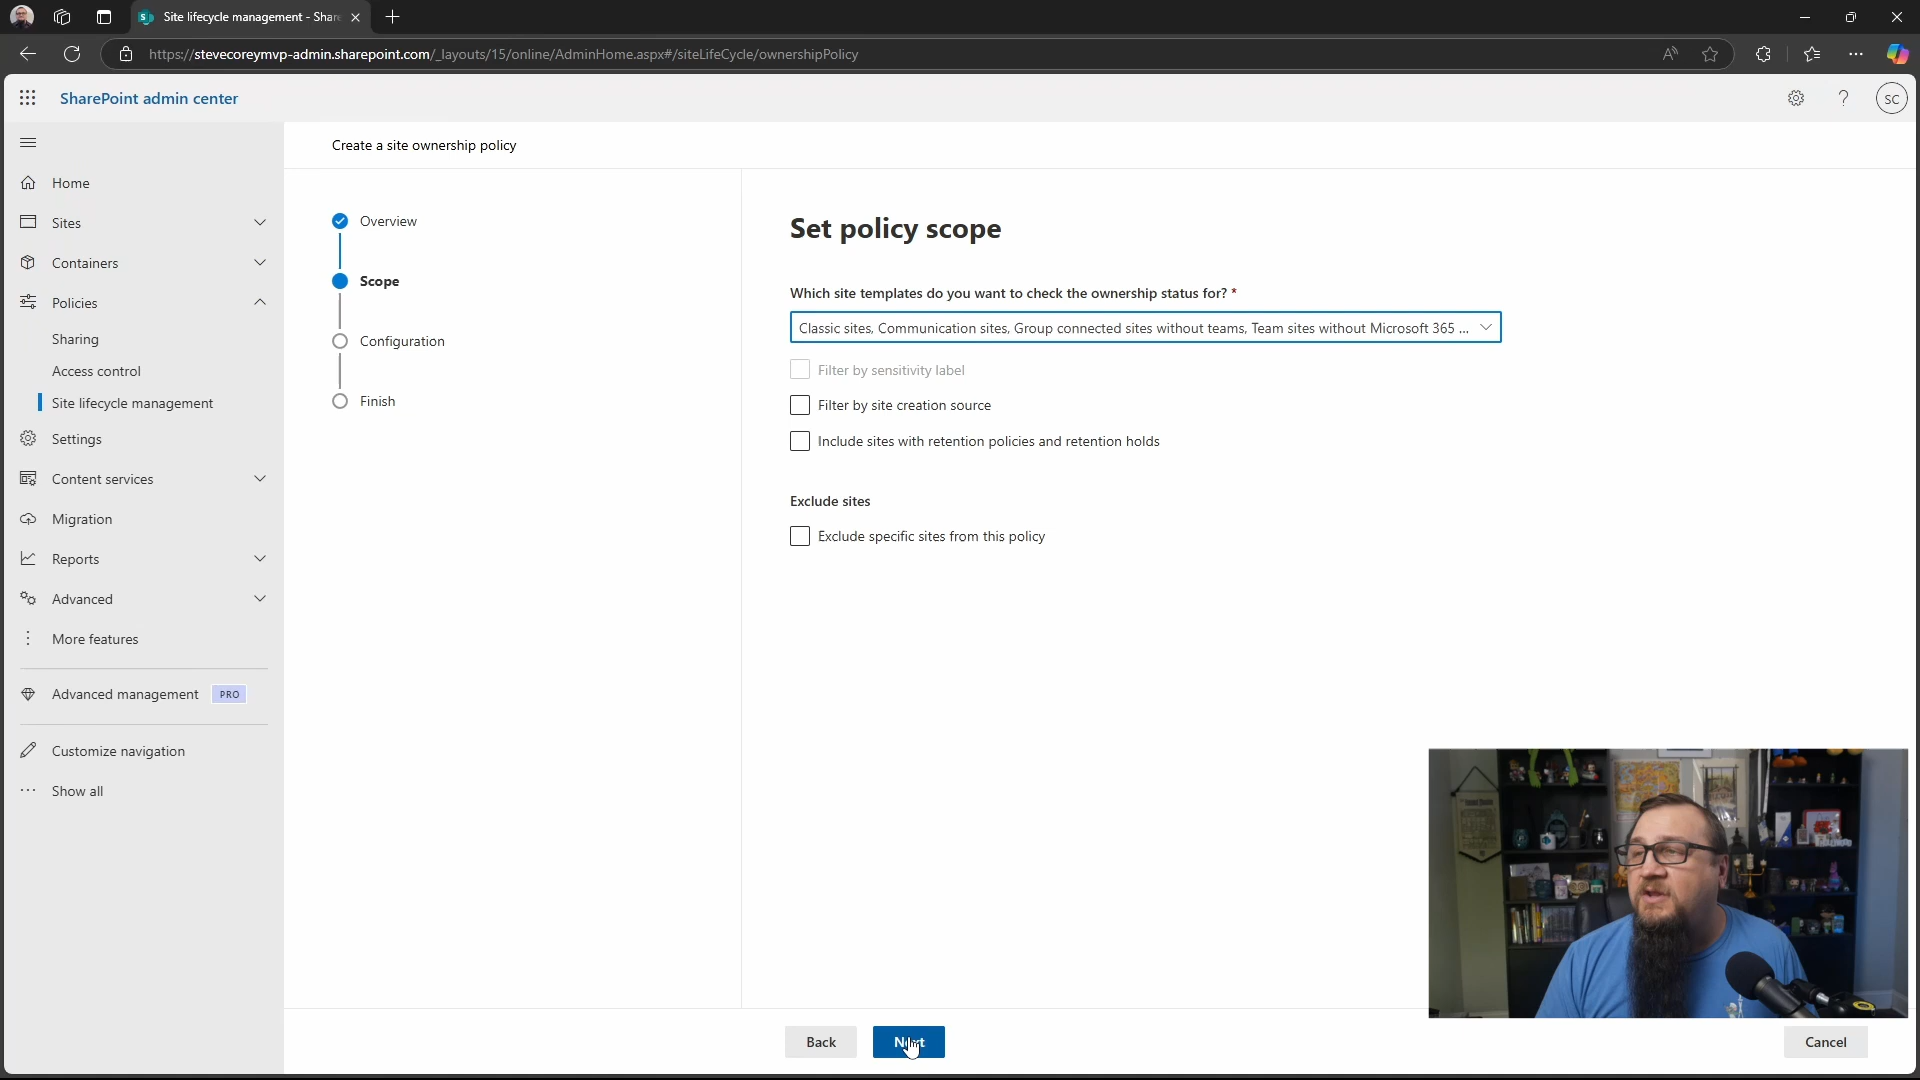 Site lifecycle management - Share
https://stevecoreymvp-admin.sharepoint.com/_layouts/15/online/AdminHome.aspx#/siteLifeCycle/ownershipPolicy
SharePoint admin center
SC
Create a site ownership policy
Home
Sites
Containers
Policies
Sharing
Access control
Site lifecycle management
Settings
Content services
Migration
Reports
Advanced
More features
Advanced management PRO
Customize navigation
Show all
Overview
Scope
Configuration
Finish
Set policy scope
Which site templates do you want to check the ownership status for? *
Classic sites, Communication sites, Group connected sites without teams, Team sites without Microsoft 365 ...
Filter by sensitivity label
Filter by site creation source
Include sites with retention policies and retention holds
Exclude sites
Exclude specific sites from this policy
Back
Next
Cancel